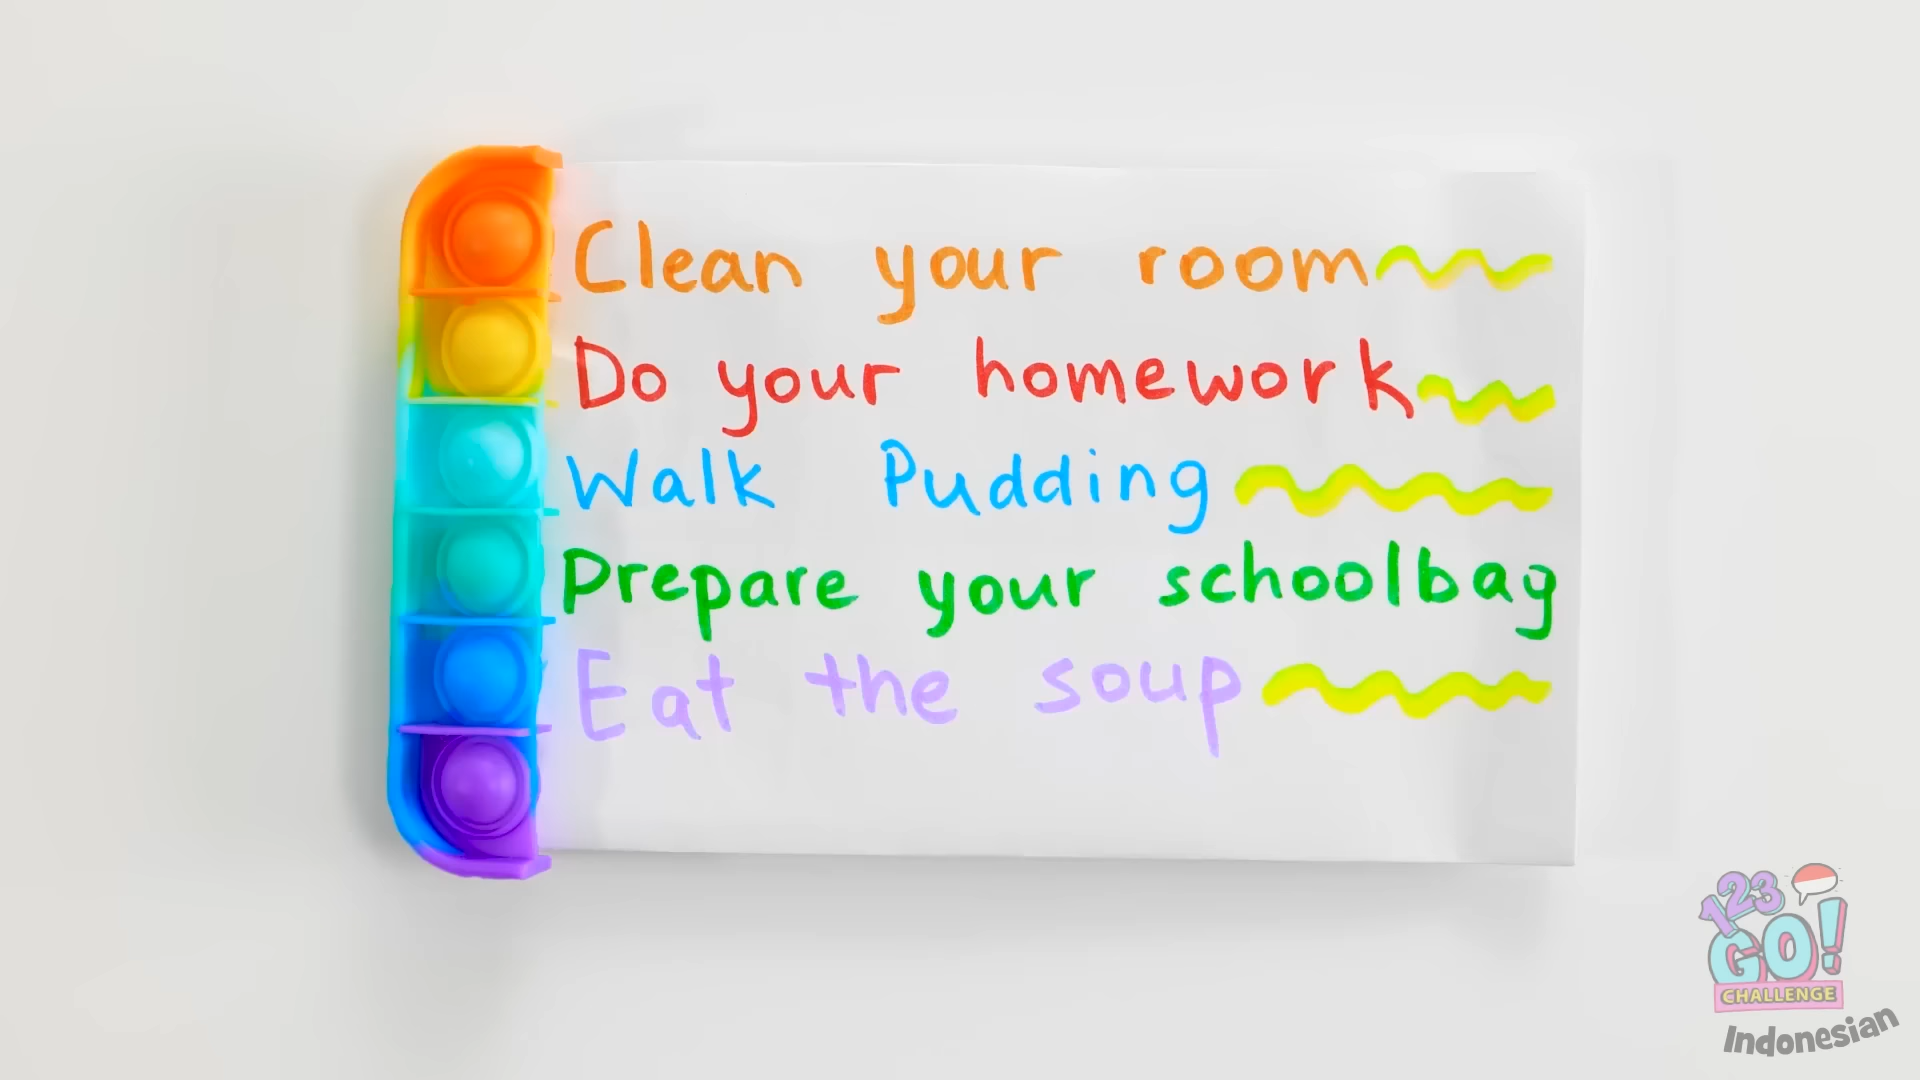 Clean your room
Do your homework
Walk Pudding
Prepare your schoolbag
Eat the soup
123
GO!
CHALLENGE
Indonesian